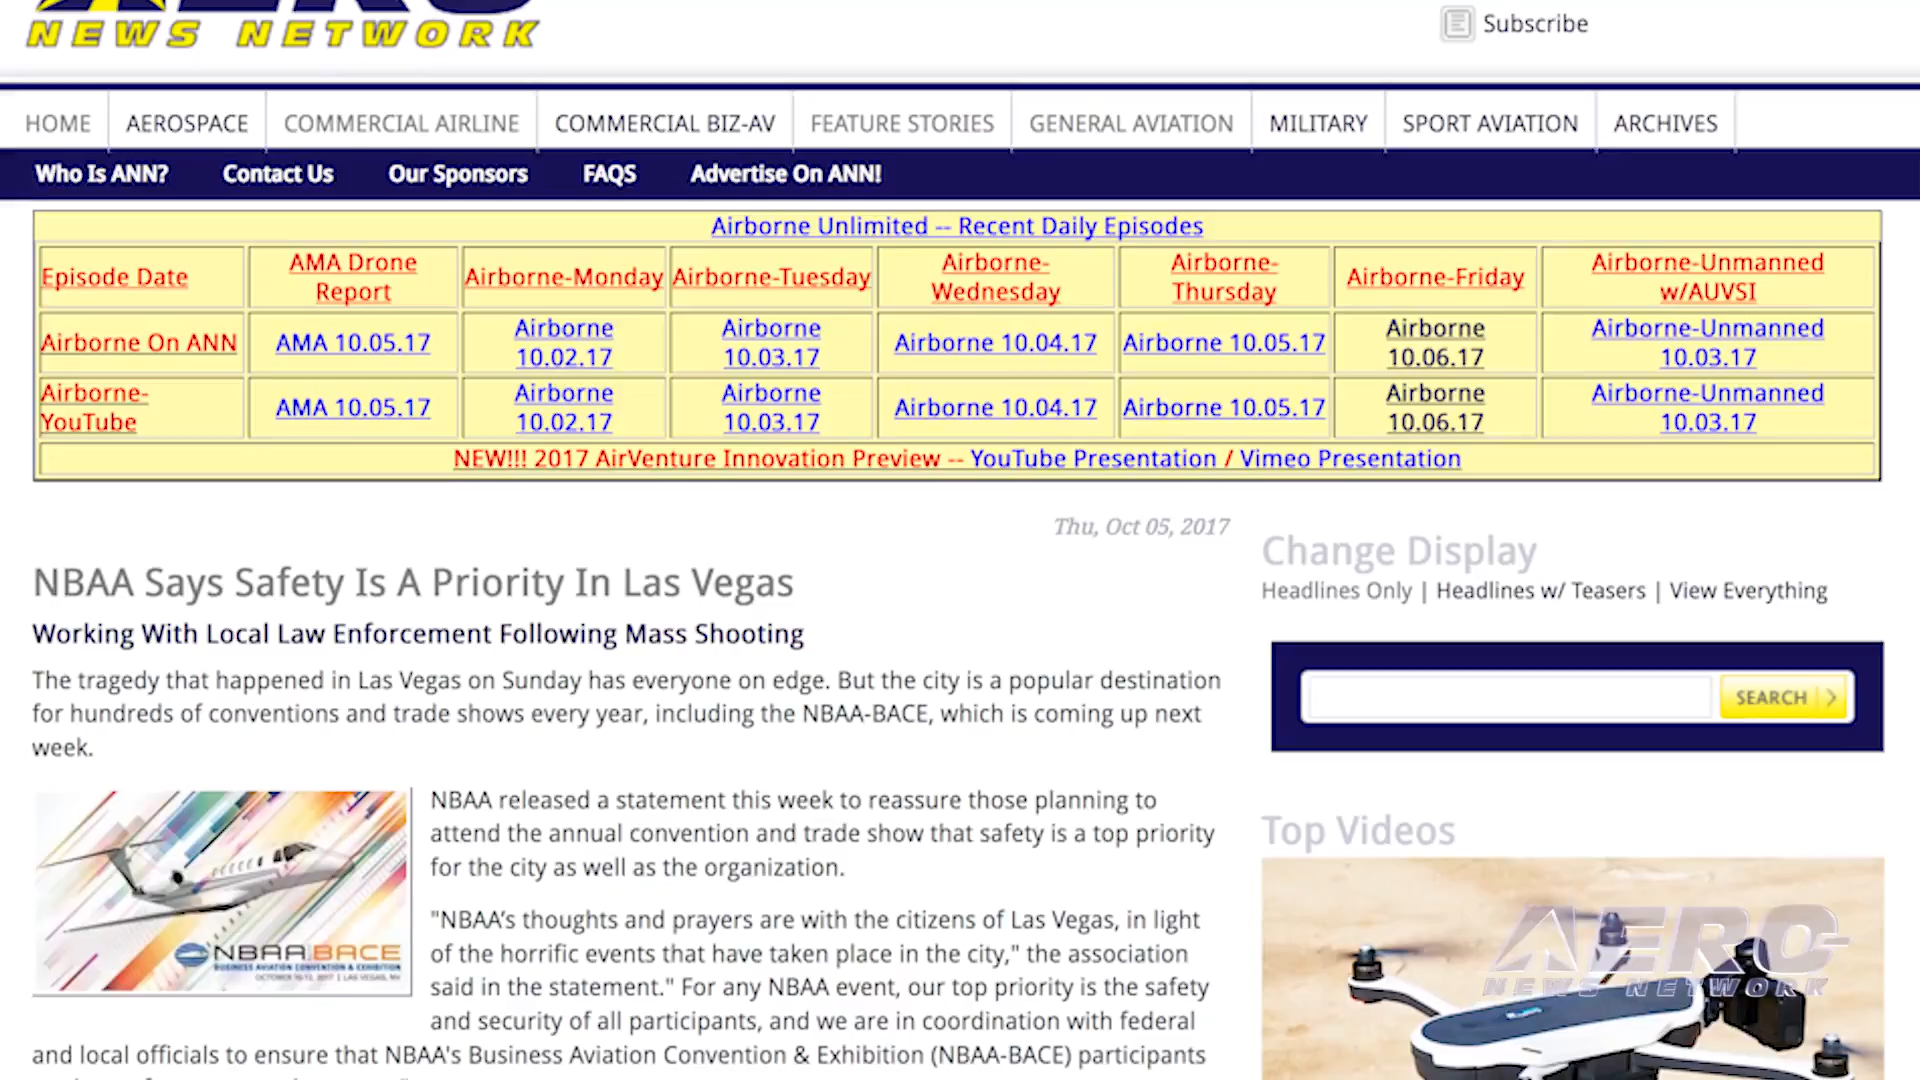 NEWS NETWORK
Subscribe
HOME AEROSPACE COMMERCIAL AIRLINE COMMERCIAL BIZ-AV FEATURE STORIES GENERAL AVIATION MILITARY SPORT AVIATION ARCHIVES
Who Is ANN? Contact Us Our Sponsors FAQS Advertise On ANN!
Airborne Unlimited -- Recent Daily Episodes
Episode Date AMA Drone Report Airborne-Monday Airborne-Tuesday Airborne-Wednesday Airborne-Thursday Airborne-Friday Airborne-Unmanned w/AUVSI
Airborne On ANN AMA 10.05.17 Airborne 10.02.17 Airborne 10.03.17 Airborne 10.04.17 Airborne 10.05.17 Airborne 10.06.17 Airborne-Unmanned 10.03.17
Airborne-YouTube AMA 10.05.17 Airborne 10.02.17 Airborne 10.03.17 Airborne 10.04.17 Airborne 10.05.17 Airborne 10.06.17 Airborne-Unmanned 10.03.17
NEW!!! 2017 AirVenture Innovation Preview -- YouTube Presentation / Vimeo Presentation
Thu, Oct 05, 2017
NBAA Says Safety Is A Priority In Las Vegas
Working With Local Law Enforcement Following Mass Shooting
The tragedy that happened in Las Vegas on Sunday has everyone on edge. But the city is a popular destination
for hundreds of conventions and trade shows every year, including the NBAA-BACE, which is coming up next
week.
NBAA released a statement this week to reassure those planning to
attend the annual convention and trade show that safety is a top priority
for the city as well as the organization.
"NBAA's thoughts and prayers are with the citizens of Las Vegas, in light
of the horrific events that have taken place in the city," the association
said in the statement." For any NBAA event, our top priority is the safety
and security of all participants, and we are in coordination with federal
and local officials to ensure that NBAA's Business Aviation Convention & Exhibition (NBAA-BACE) participants
NBAA BACE
BUSINESS AVIATION CONVENTION & EXHIBITION
OCTOBER 10-12, 2017 | LAS VEGAS, NV
Change Display
Headlines Only | Headlines w/ Teasers | View Everything
SEARCH
Top Videos
AERO-
NEWS NETWORK